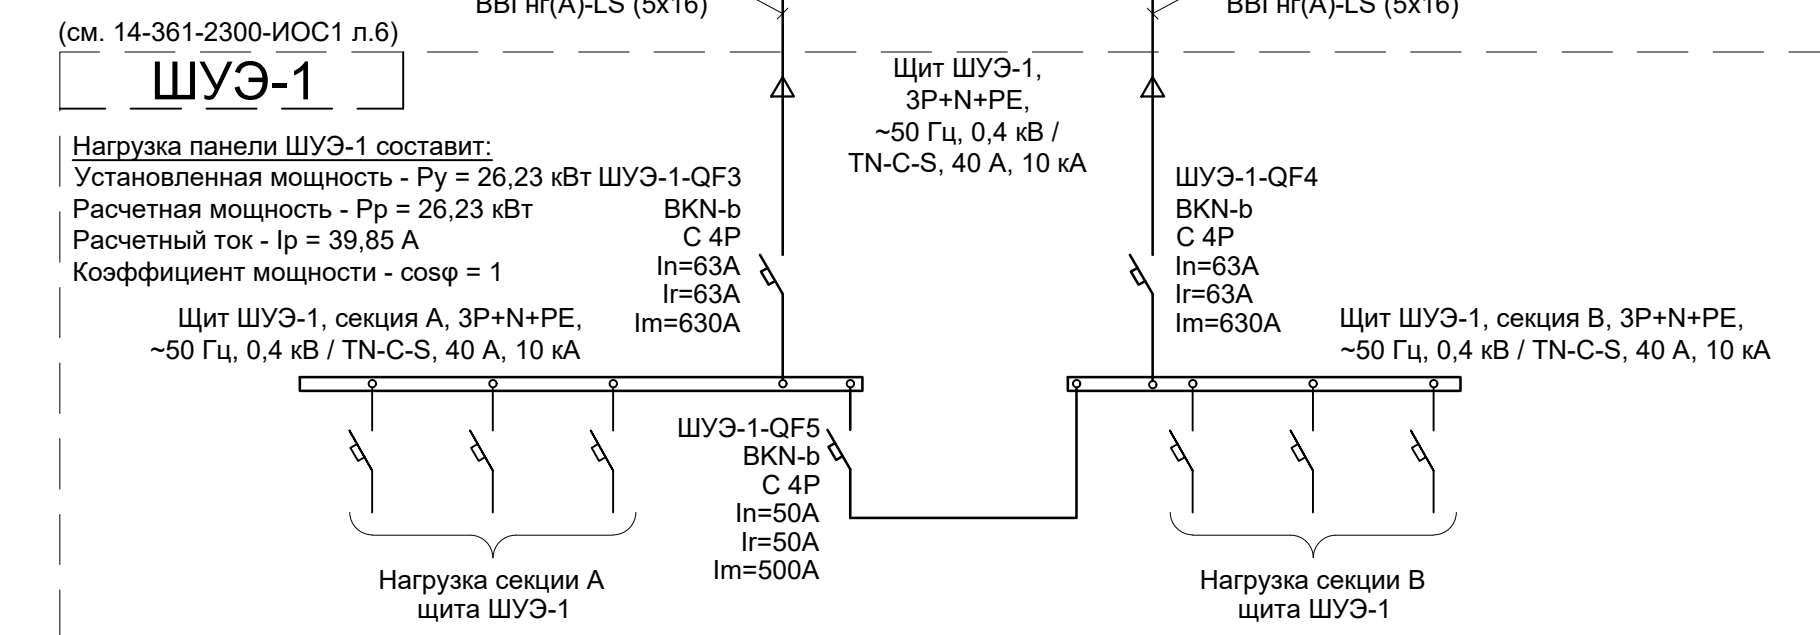 ВВГнг(А)-LS (5х16)
ВВГнг(А)-LS (5х16)
(см. 14-361-2300-ИОС1 л.6)
ШУЭ-1
Щит ШУЭ-1,
3P+N+PE,
~50 Гц, 0,4 кВ /
TN-C-S, 40 А, 10 кА
Нагрузка панели ШУЭ-1 составит:
Установленная мощность - Ру = 26,23 кВт
Расчетная мощность - Рр = 26,23 кВт
Расчетный ток - Iр = 39,85 А
Коэффициент мощности - cosφ = 1
ШУЭ-1-QF3
BKN-b
C 4P
In=63A
Ir=63A
Im=630A
ШУЭ-1-QF4
BKN-b
C 4P
In=63A
Ir=63A
Im=630A
Щит ШУЭ-1, секция А, 3P+N+PE,
~50 Гц, 0,4 кВ / TN-C-S, 40 А, 10 кА
Щит ШУЭ-1, секция В, 3P+N+PE,
~50 Гц, 0,4 кВ / TN-C-S, 40 А, 10 кА
ШУЭ-1-QF5
BKN-b
C 4P
In=50A
Ir=50A
Im=500A
Нагрузка секции А
щита ШУЭ-1
Нагрузка секции В
щита ШУЭ-1